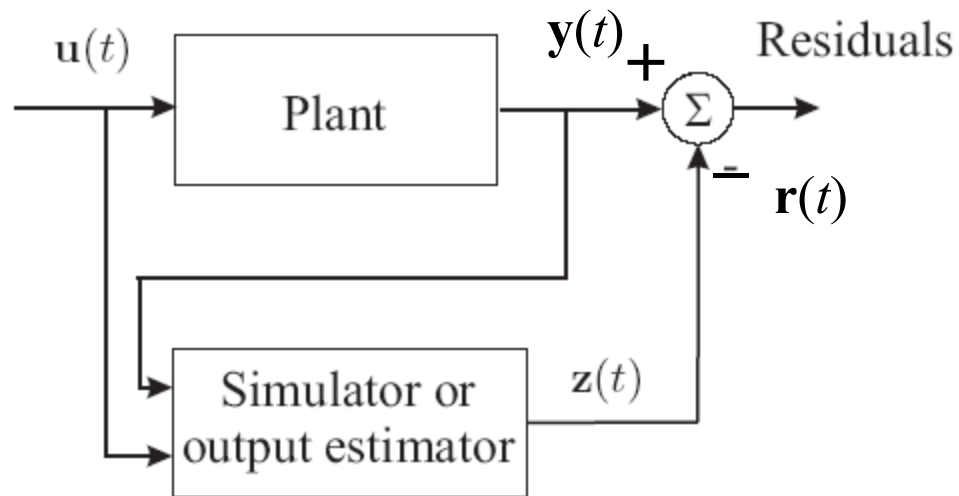 u(t)
y(t)
+
Residuals
Plant
Σ
−
r(t)
Simulator or
output estimator
z(t)